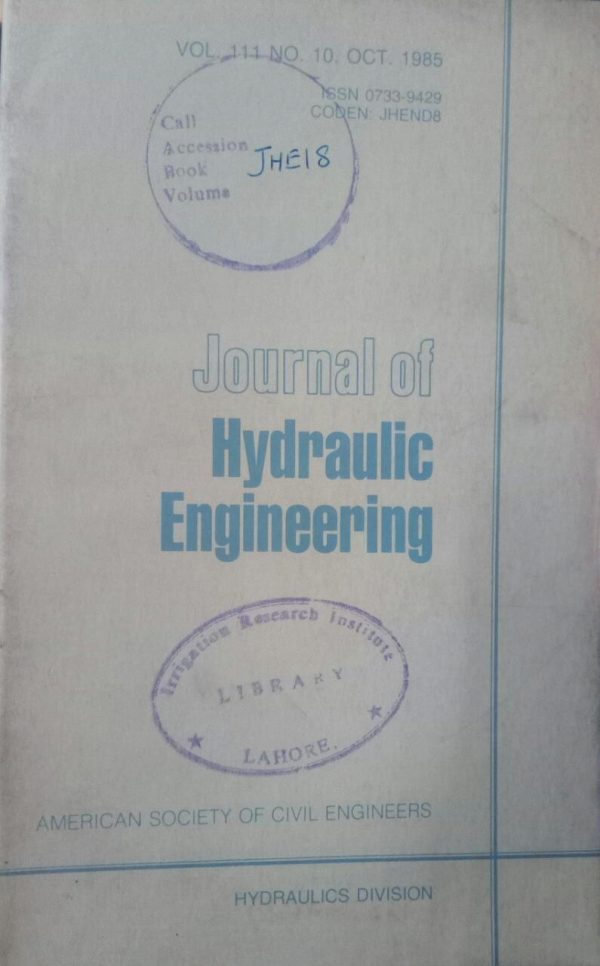 VOL. 111 NO. 10. OCT. 1985
ISSN 0733-9429
CODEN: JHEND8
Call
Accession
Book
Volume
JHE18
Journal of
Hydraulic
Engineering
Irrigation Research Institute
LIBRARY
LAHORE.
AMERICAN SOCIETY OF CIVIL ENGINEERS
HYDRAULICS DIVISION